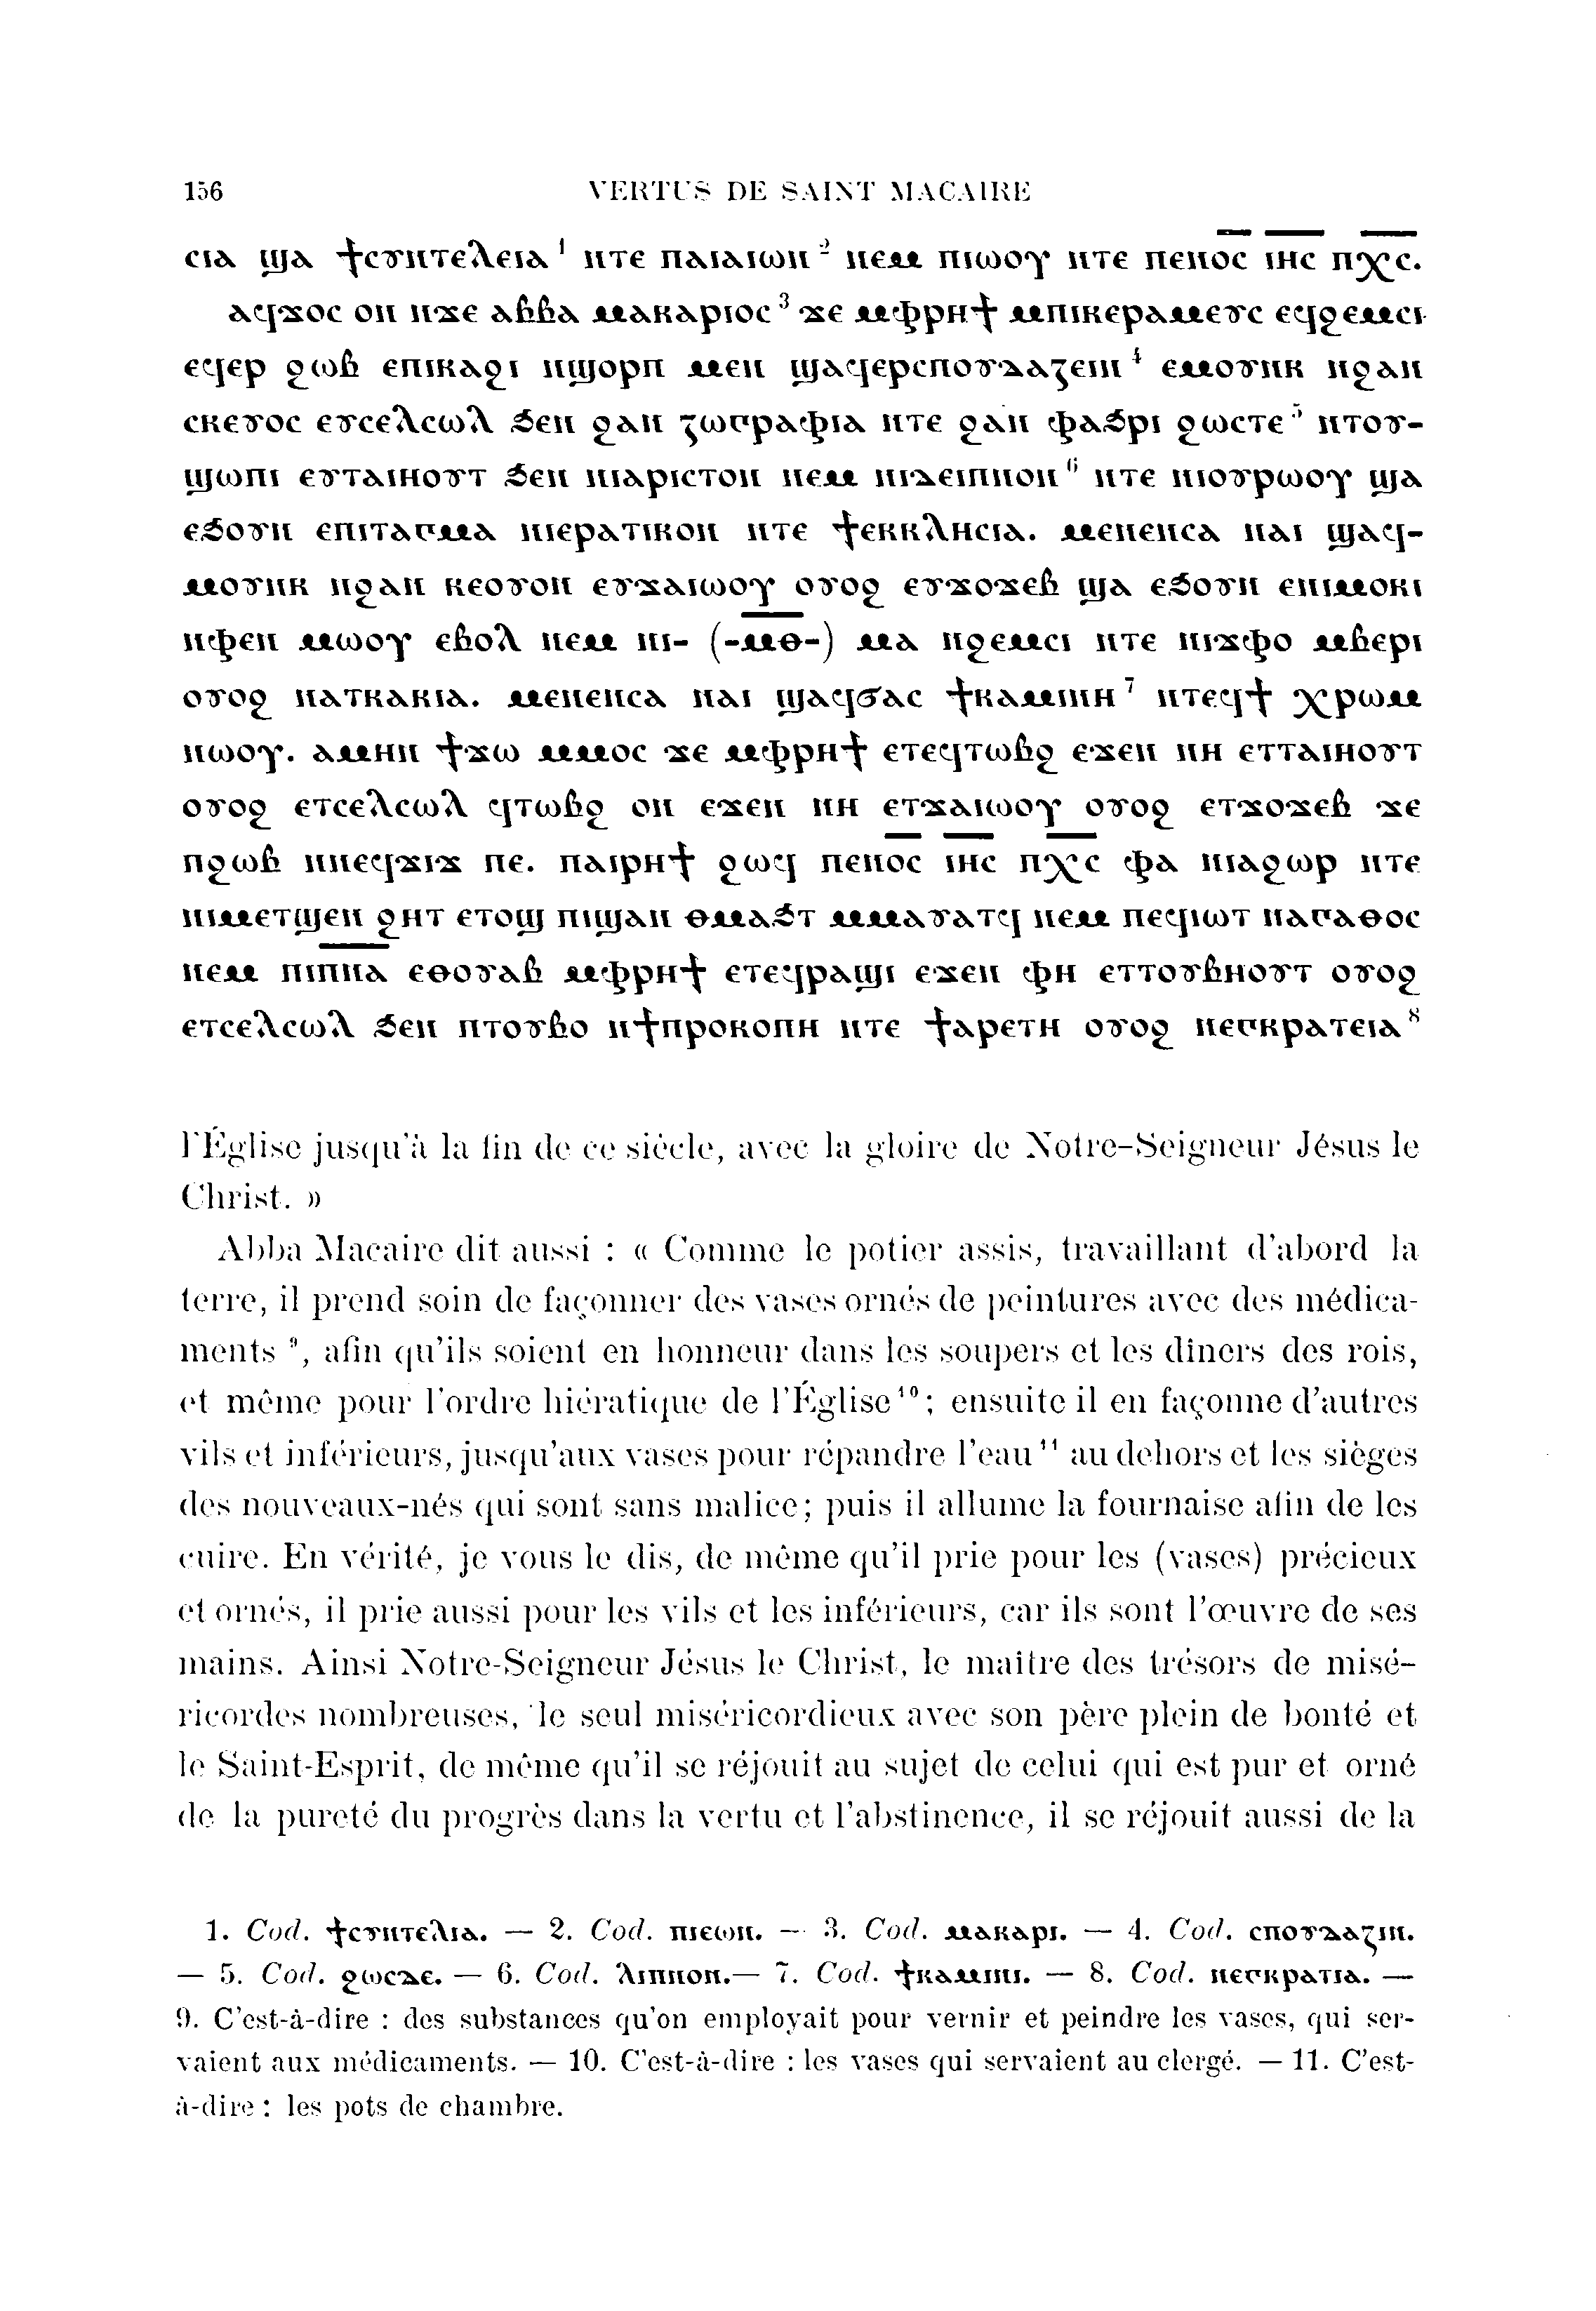 156 VERTUS DE SAINT MACAIRE
ⲥⲓⲁ ϣⲁ ϯⲥⲩⲛⲧⲉⲗⲉⲓⲁ¹ ⲛⲧⲉ ⲡⲁⲓⲁⲓⲱⲛ² ⲛⲉⲙ ⲡⲓⲱⲟⲩ ⲛⲧⲉ ⲡⲉⲛⲟ̅ⲥ̅ ⲓ̅ⲏ̅ⲥ̅ ⲡ̅ⲭ̅ⲥ̅.
ⲁϥϫⲟⲥ ⲟⲛ ⲛϫⲉ ⲁⲃⲃⲁ ⲙⲁⲕⲁⲣⲓⲟⲥ³ ϫⲉ ⲙⲫⲣⲏϯ ⲙⲡⲓⲕⲉⲣⲁⲙⲉⲩⲥ ⲉϥϩⲉⲙⲥⲓ
ⲉϥⲉⲣ ϩⲱⲃ ⲉⲡⲓⲕⲁϩⲓ ⲛϣⲟⲣⲡ ⲙⲉⲛ ϣⲁϥⲉⲣⲥⲡⲟⲩⲇⲁⲍⲉⲓⲛ⁴ ⲉⲙⲟⲩⲛⲕ ⲛϩⲁⲛ
ⲥⲕⲉⲩⲟⲥ ⲉⲩⲥⲉⲗⲥⲱⲗ ϧⲉⲛ ϩⲁⲛ ⲍⲱⲅⲣⲁⲫⲓⲁ ⲛⲧⲉ ϩⲁⲛ ⲫⲁϧⲣⲓ ϩⲱⲥⲧⲉ⁵ ⲛⲧⲟⲩ-
ϣⲱⲡⲓ ⲉⲩⲧⲁⲓⲏⲟⲩⲧ ϧⲉⲛ ⲛⲓⲁⲣⲓⲥⲧⲟⲛ ⲛⲉⲙ ⲛⲓⲇⲉⲓⲡⲛⲟⲛ⁶ ⲛⲧⲉ ⲛⲓⲟⲩⲣⲱⲟⲩ ϣⲁ
ⲉϧⲟⲩⲛ ⲉⲡⲓⲧⲁⲅⲙⲁ ⲛⲓⲉⲣⲁⲧⲓⲕⲟⲛ ⲛⲧⲉ ϯⲉⲕⲕⲗⲏⲥⲓⲁ. ⲙⲉⲛⲉⲛⲥⲁ ⲛⲁⲓ ϣⲁϥ-
ⲙⲟⲩⲛⲕ ⲛϩⲁⲛ ⲕⲉⲟⲩⲟⲛ ⲉⲩϫⲁⲓⲱⲟⲩ ⲟⲩⲟϩ ⲉⲩϫⲟϫⲉⲃ ϣⲁ ⲉϧⲟⲩⲛ ⲉⲛⲓⲙⲟⲕⲓ
ⲛⲫⲉⲛ ⲙⲱⲟⲩ ⲉⲃⲟⲗ ⲛⲉⲙ ⲛⲓ- (-ⲙ̅ⲑ̅-) ⲙⲁ ⲛϩⲉⲙⲥⲓ ⲛⲧⲉ ⲛⲓϫⲫⲟ ⲙⲃⲉⲣⲓ
ⲟⲩⲟϩ ⲛⲁⲧⲕⲁⲕⲓⲁ. ⲙⲉⲛⲉⲛⲥⲁ ⲛⲁⲓ ϣⲁϥϭⲁⲥ ϯⲕⲁⲙⲓⲛⲏ⁷ ⲛⲧⲉϥϯ ⲭⲣⲱⲙ
ⲛⲱⲟⲩ. ⲁⲙⲏⲛ ϯϫⲱ ⲙⲙⲟⲥ ϫⲉ ⲙⲫⲣⲏϯ ⲉⲧⲉϥⲧⲱⲃϩ ⲉϫⲉⲛ ⲛⲏ ⲉⲧⲧⲁⲓⲏⲟⲩⲧ
ⲟⲩⲟϩ ⲉⲧⲥⲉⲗⲥⲱⲗ ϥⲧⲱⲃϩ ⲟⲛ ⲉϫⲉⲛ ⲛⲏ ⲉⲧϫⲁⲓⲱⲟⲩ ⲟⲩⲟϩ ⲉⲧϫⲟϫⲉⲃ ϫⲉ
ⲡϩⲱⲃ ⲛⲛⲉϥϫⲓϫ ⲡⲉ. ⲡⲁⲓⲣⲏϯ ϩⲱϥ ⲡⲉⲛⲟ̅ⲥ̅ ⲓ̅ⲏ̅ⲥ̅ ⲡ̅ⲭ̅ⲥ̅ ⲫⲁ ⲛⲓⲁϩⲱⲣ ⲛⲧⲉ
ⲛⲓⲙⲉⲧϣⲉⲛ ϩⲏⲧ ⲉⲧⲟϣ ⲡⲓϣⲁⲛ ⲑⲙⲁϧⲧ ⲙⲙⲁⲩⲁⲧϥ ⲛⲉⲙ ⲡⲉϥⲓⲱⲧ ⲛⲁⲅⲁⲑⲟⲥ
ⲛⲉⲙ ⲡⲓⲡ̅ⲛ̅ⲁ̅ ⲉⲑⲟⲩⲁⲃ ⲙⲫⲣⲏϯ ⲉⲧⲉϥⲣⲁϣⲓ ⲉϫⲉⲛ ⲫⲏ ⲉⲧⲧⲟⲩⲃⲏⲟⲩⲧ ⲟⲩⲟϩ
ⲉⲧⲥⲉⲗⲥⲱⲗ ϧⲉⲛ ⲡⲧⲟⲩⲃⲟ ⲛϯⲡⲣⲟⲕⲟⲡⲏ ⲛⲧⲉ ϯⲁⲣⲉⲧⲏ ⲟⲩⲟϩ ⲛⲉⲅⲕⲣⲁⲧⲉⲓⲁ⁸
l'Église jusqu'à la fin de ce siècle, avec la gloire de Notre-Seigneur Jésus le
Christ. »
Abba Macaire dit aussi : « Comme le potier assis, travaillant d'abord la
terre, il prend soin de façonner des vases ornés de peintures avec des médica-
ments ⁹, afin qu'ils soient en honneur dans les soupers et les dîners des rois,
et même pour l'ordre hiératique de l'Église¹⁰; ensuite il en façonne d'autres
vils et inférieurs, jusqu'aux vases pour répandre l'eau¹¹ au dehors et les sièges
des nouveaux-nés qui sont sans malice; puis il allume la fournaise afin de les
cuire. En vérité, je vous le dis, de même qu'il prie pour les (vases) précieux
et ornés, il prie aussi pour les vils et les inférieurs, car ils sont l'œuvre de ses
mains. Ainsi Notre-Seigneur Jésus le Christ, le maître des trésors de misé-
ricordes nombreuses, le seul miséricordieux avec son père plein de bonté et
le Saint-Esprit, de même qu'il se réjouit au sujet de celui qui est pur et orné
de la pureté du progrès dans la vertu et l'abstinence, il se réjouit aussi de la
1. Cod. ϯⲥⲩⲛⲧⲉⲗⲓⲁ. — 2. Cod. ⲡⲓⲉⲱⲛ. — 3. Cod. ⲙⲁⲕⲁⲣⲓ. — 4. Cod. ⲥⲡⲟⲩⲇⲁⲍⲓⲛ.
— 5. Cod. ϩⲱⲥⲇⲉ. — 6. Cod. ⲗⲓⲡⲛⲟⲛ. — 7. Cod. ϯⲕⲁⲙⲓⲛⲓ. — 8. Cod. ⲛⲉⲅⲕⲣⲁⲧⲓⲁ. —
9. C'est-à-dire : des substances qu'on employait pour vernir et peindre les vases, qui ser-
vaient aux médicaments. — 10. C'est-à-dire : les vases qui servaient au clergé. — 11. C'est-
à-dire : les pots de chambre.